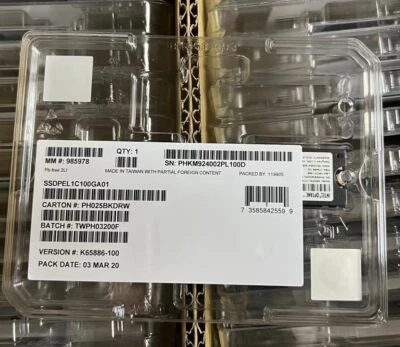 MM #: 985978
QTY: 1
SN: PHKM924002PL100D
Pb-free 2LI
MADE IN TAIWAN WITH PARTIAL FOREIGN CONTENT
PACKED BY: 119805
SSDPEL1C100GA01
CARTON #: PH025BKDRW
7 35858 42559 9
BATCH #: TWPH03200F
VERSION #: K65886-100
PACK DATE: 03 MAR 20